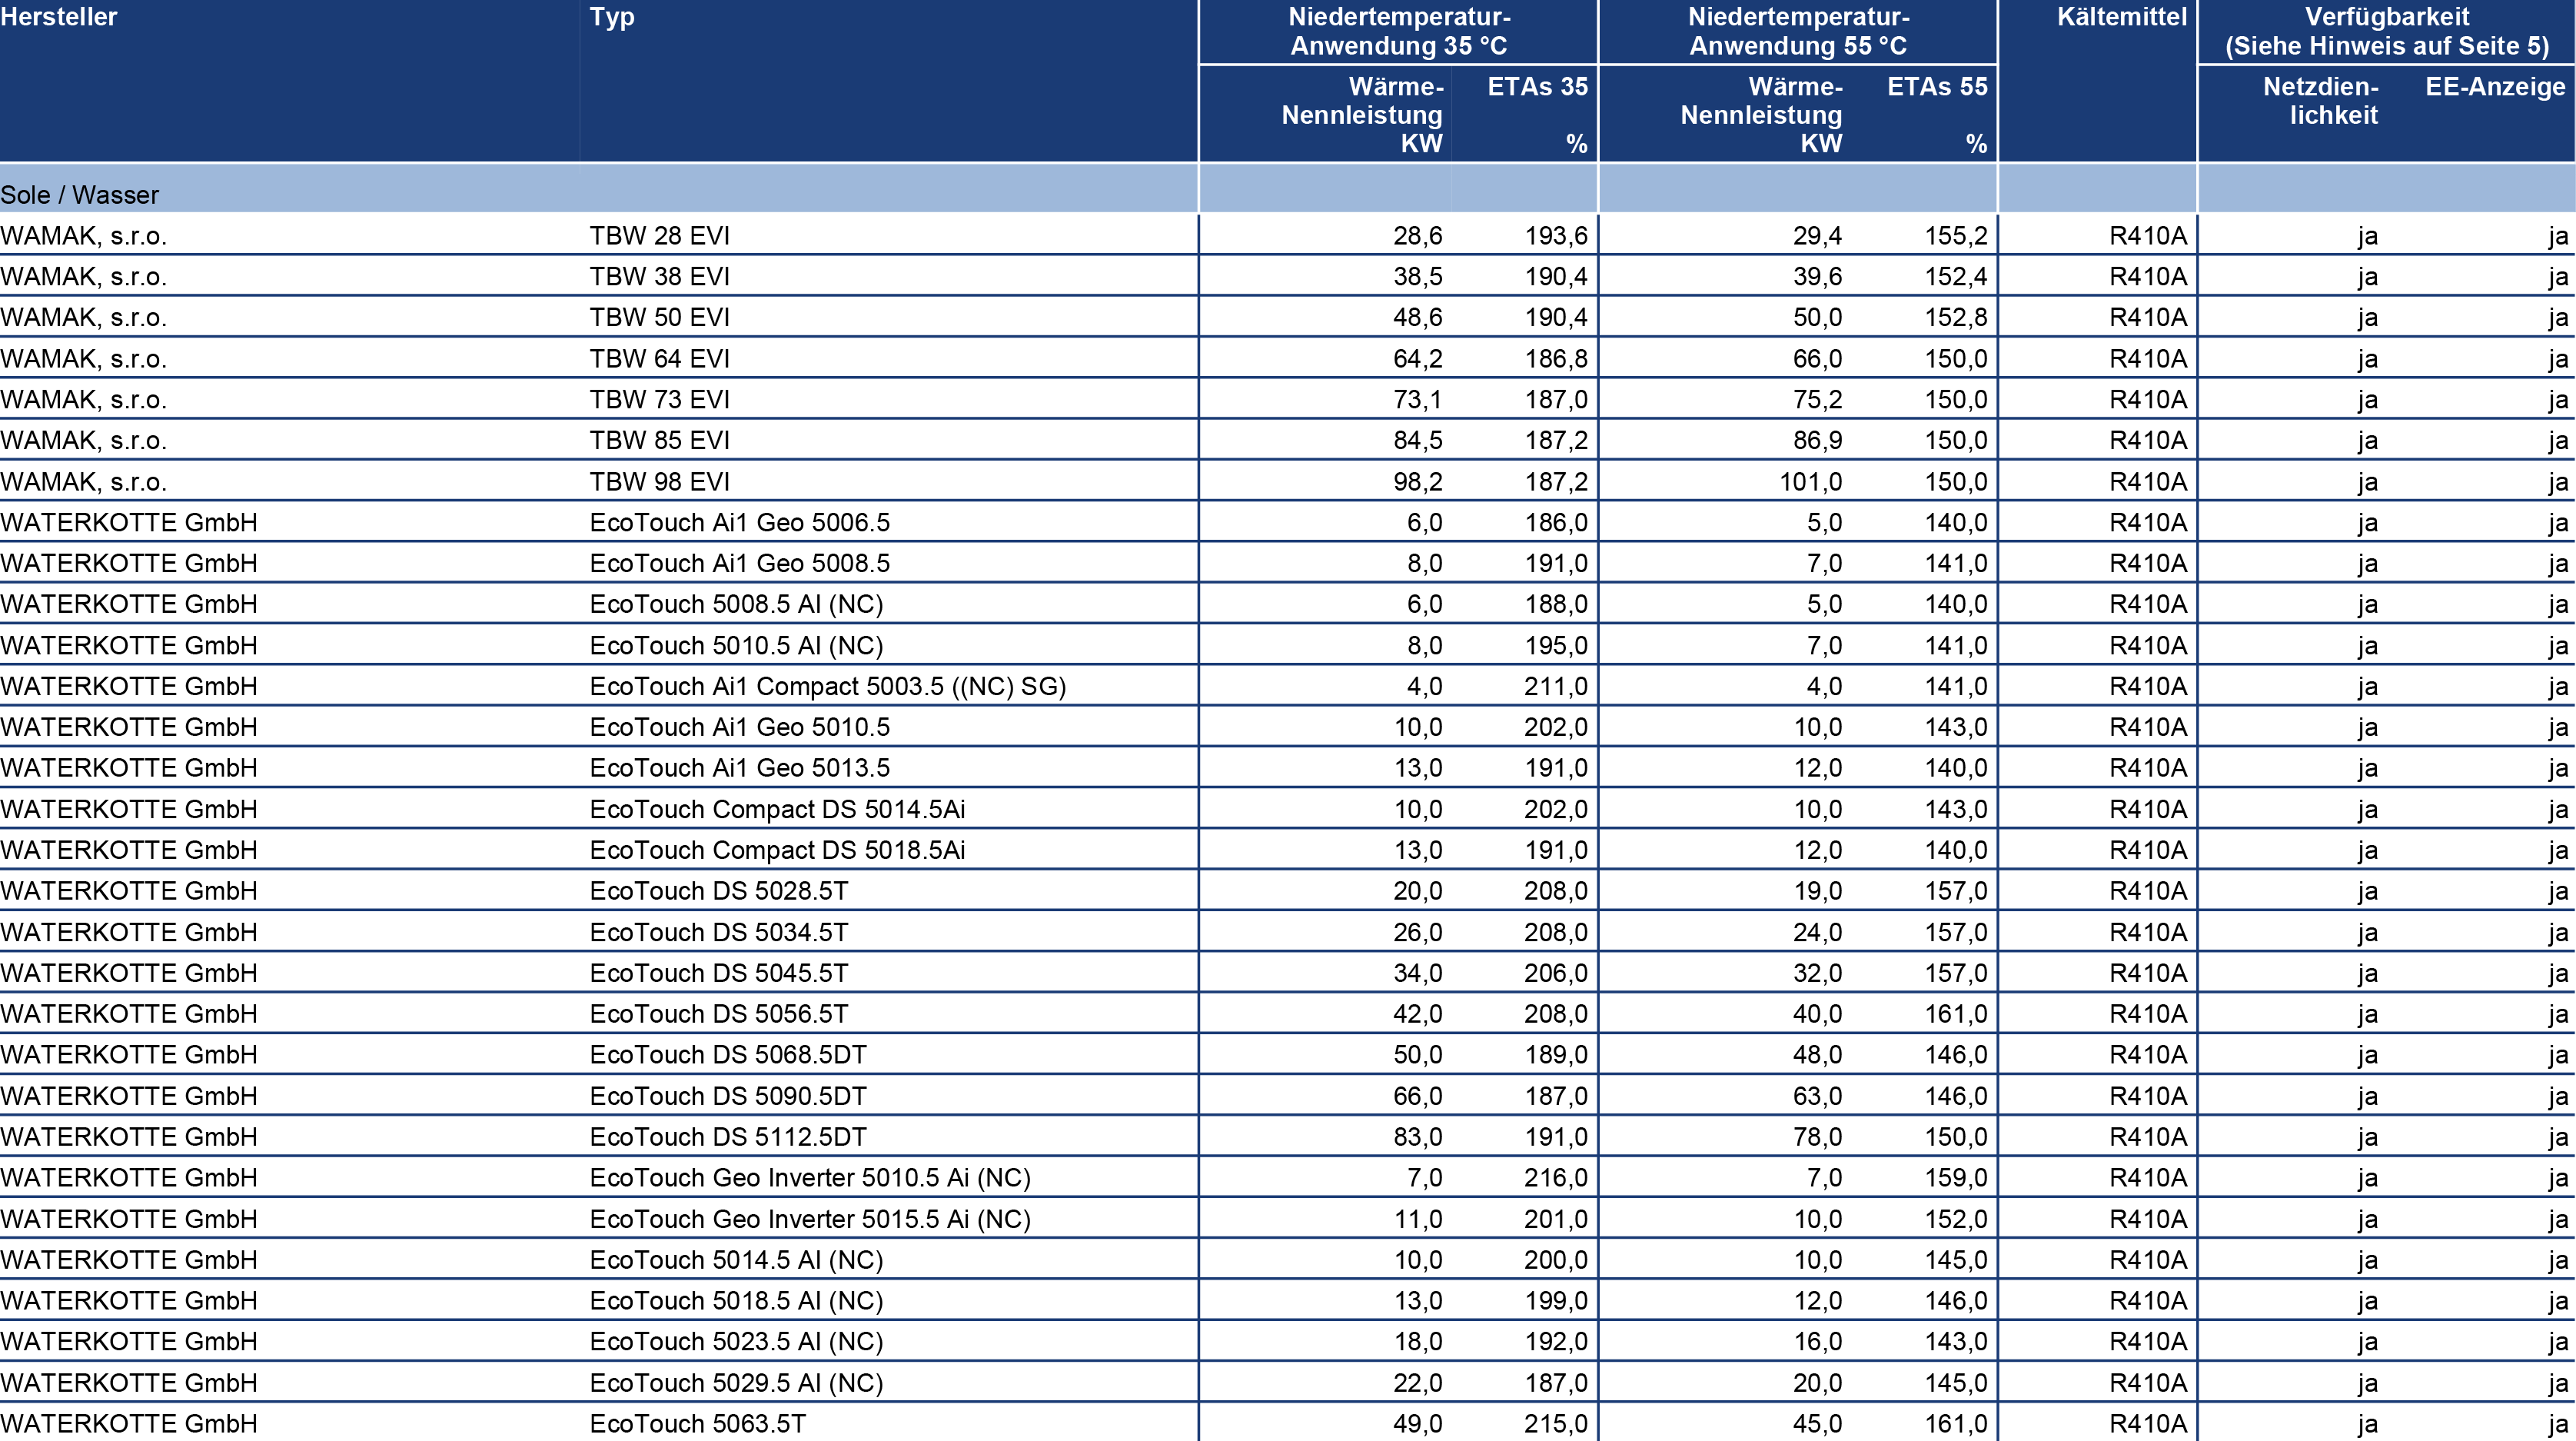 Hersteller Typ Niedertemperatur- Niedertemperatur- Kältemittel Verfügbarkeit
Anwendung 35 °C Anwendung 55 °C (Siehe Hinweis auf Seite 5)
Wärme- ETAs 35 Wärme- ETAs 55 Netzdien- EE-Anzeige
Nennleistung Nennleistung lichkeit
KW % KW %
Sole / Wasser
WAMAK, s.r.o. TBW 28 EVI 28,6 193,6 29,4 155,2 R410A ja ja
WAMAK, s.r.o. TBW 38 EVI 38,5 190,4 39,6 152,4 R410A ja ja
WAMAK, s.r.o. TBW 50 EVI 48,6 190,4 50,0 152,8 R410A ja ja
WAMAK, s.r.o. TBW 64 EVI 64,2 186,8 66,0 150,0 R410A ja ja
WAMAK, s.r.o. TBW 73 EVI 73,1 187,0 75,2 150,0 R410A ja ja
WAMAK, s.r.o. TBW 85 EVI 84,5 187,2 86,9 150,0 R410A ja ja
WAMAK, s.r.o. TBW 98 EVI 98,2 187,2 101,0 150,0 R410A ja ja
WATERKOTTE GmbH EcoTouch Ai1 Geo 5006.5 6,0 186,0 5,0 140,0 R410A ja ja
WATERKOTTE GmbH EcoTouch Ai1 Geo 5008.5 8,0 191,0 7,0 141,0 R410A ja ja
WATERKOTTE GmbH EcoTouch 5008.5 AI (NC) 6,0 188,0 5,0 140,0 R410A ja ja
WATERKOTTE GmbH EcoTouch 5010.5 AI (NC) 8,0 195,0 7,0 141,0 R410A ja ja
WATERKOTTE GmbH EcoTouch Ai1 Compact 5003.5 ((NC) SG) 4,0 211,0 4,0 141,0 R410A ja ja
WATERKOTTE GmbH EcoTouch Ai1 Geo 5010.5 10,0 202,0 10,0 143,0 R410A ja ja
WATERKOTTE GmbH EcoTouch Ai1 Geo 5013.5 13,0 191,0 12,0 140,0 R410A ja ja
WATERKOTTE GmbH EcoTouch Compact DS 5014.5Ai 10,0 202,0 10,0 143,0 R410A ja ja
WATERKOTTE GmbH EcoTouch Compact DS 5018.5Ai 13,0 191,0 12,0 140,0 R410A ja ja
WATERKOTTE GmbH EcoTouch DS 5028.5T 20,0 208,0 19,0 157,0 R410A ja ja
WATERKOTTE GmbH EcoTouch DS 5034.5T 26,0 208,0 24,0 157,0 R410A ja ja
WATERKOTTE GmbH EcoTouch DS 5045.5T 34,0 206,0 32,0 157,0 R410A ja ja
WATERKOTTE GmbH EcoTouch DS 5056.5T 42,0 208,0 40,0 161,0 R410A ja ja
WATERKOTTE GmbH EcoTouch DS 5068.5DT 50,0 189,0 48,0 146,0 R410A ja ja
WATERKOTTE GmbH EcoTouch DS 5090.5DT 66,0 187,0 63,0 146,0 R410A ja ja
WATERKOTTE GmbH EcoTouch DS 5112.5DT 83,0 191,0 78,0 150,0 R410A ja ja
WATERKOTTE GmbH EcoTouch Geo Inverter 5010.5 Ai (NC) 7,0 216,0 7,0 159,0 R410A ja ja
WATERKOTTE GmbH EcoTouch Geo Inverter 5015.5 Ai (NC) 11,0 201,0 10,0 152,0 R410A ja ja
WATERKOTTE GmbH EcoTouch 5014.5 AI (NC) 10,0 200,0 10,0 145,0 R410A ja ja
WATERKOTTE GmbH EcoTouch 5018.5 AI (NC) 13,0 199,0 12,0 146,0 R410A ja ja
WATERKOTTE GmbH EcoTouch 5023.5 AI (NC) 18,0 192,0 16,0 143,0 R410A ja ja
WATERKOTTE GmbH EcoTouch 5029.5 AI (NC) 22,0 187,0 20,0 145,0 R410A ja ja
WATERKOTTE GmbH EcoTouch 5063.5T 49,0 215,0 45,0 161,0 R410A ja ja